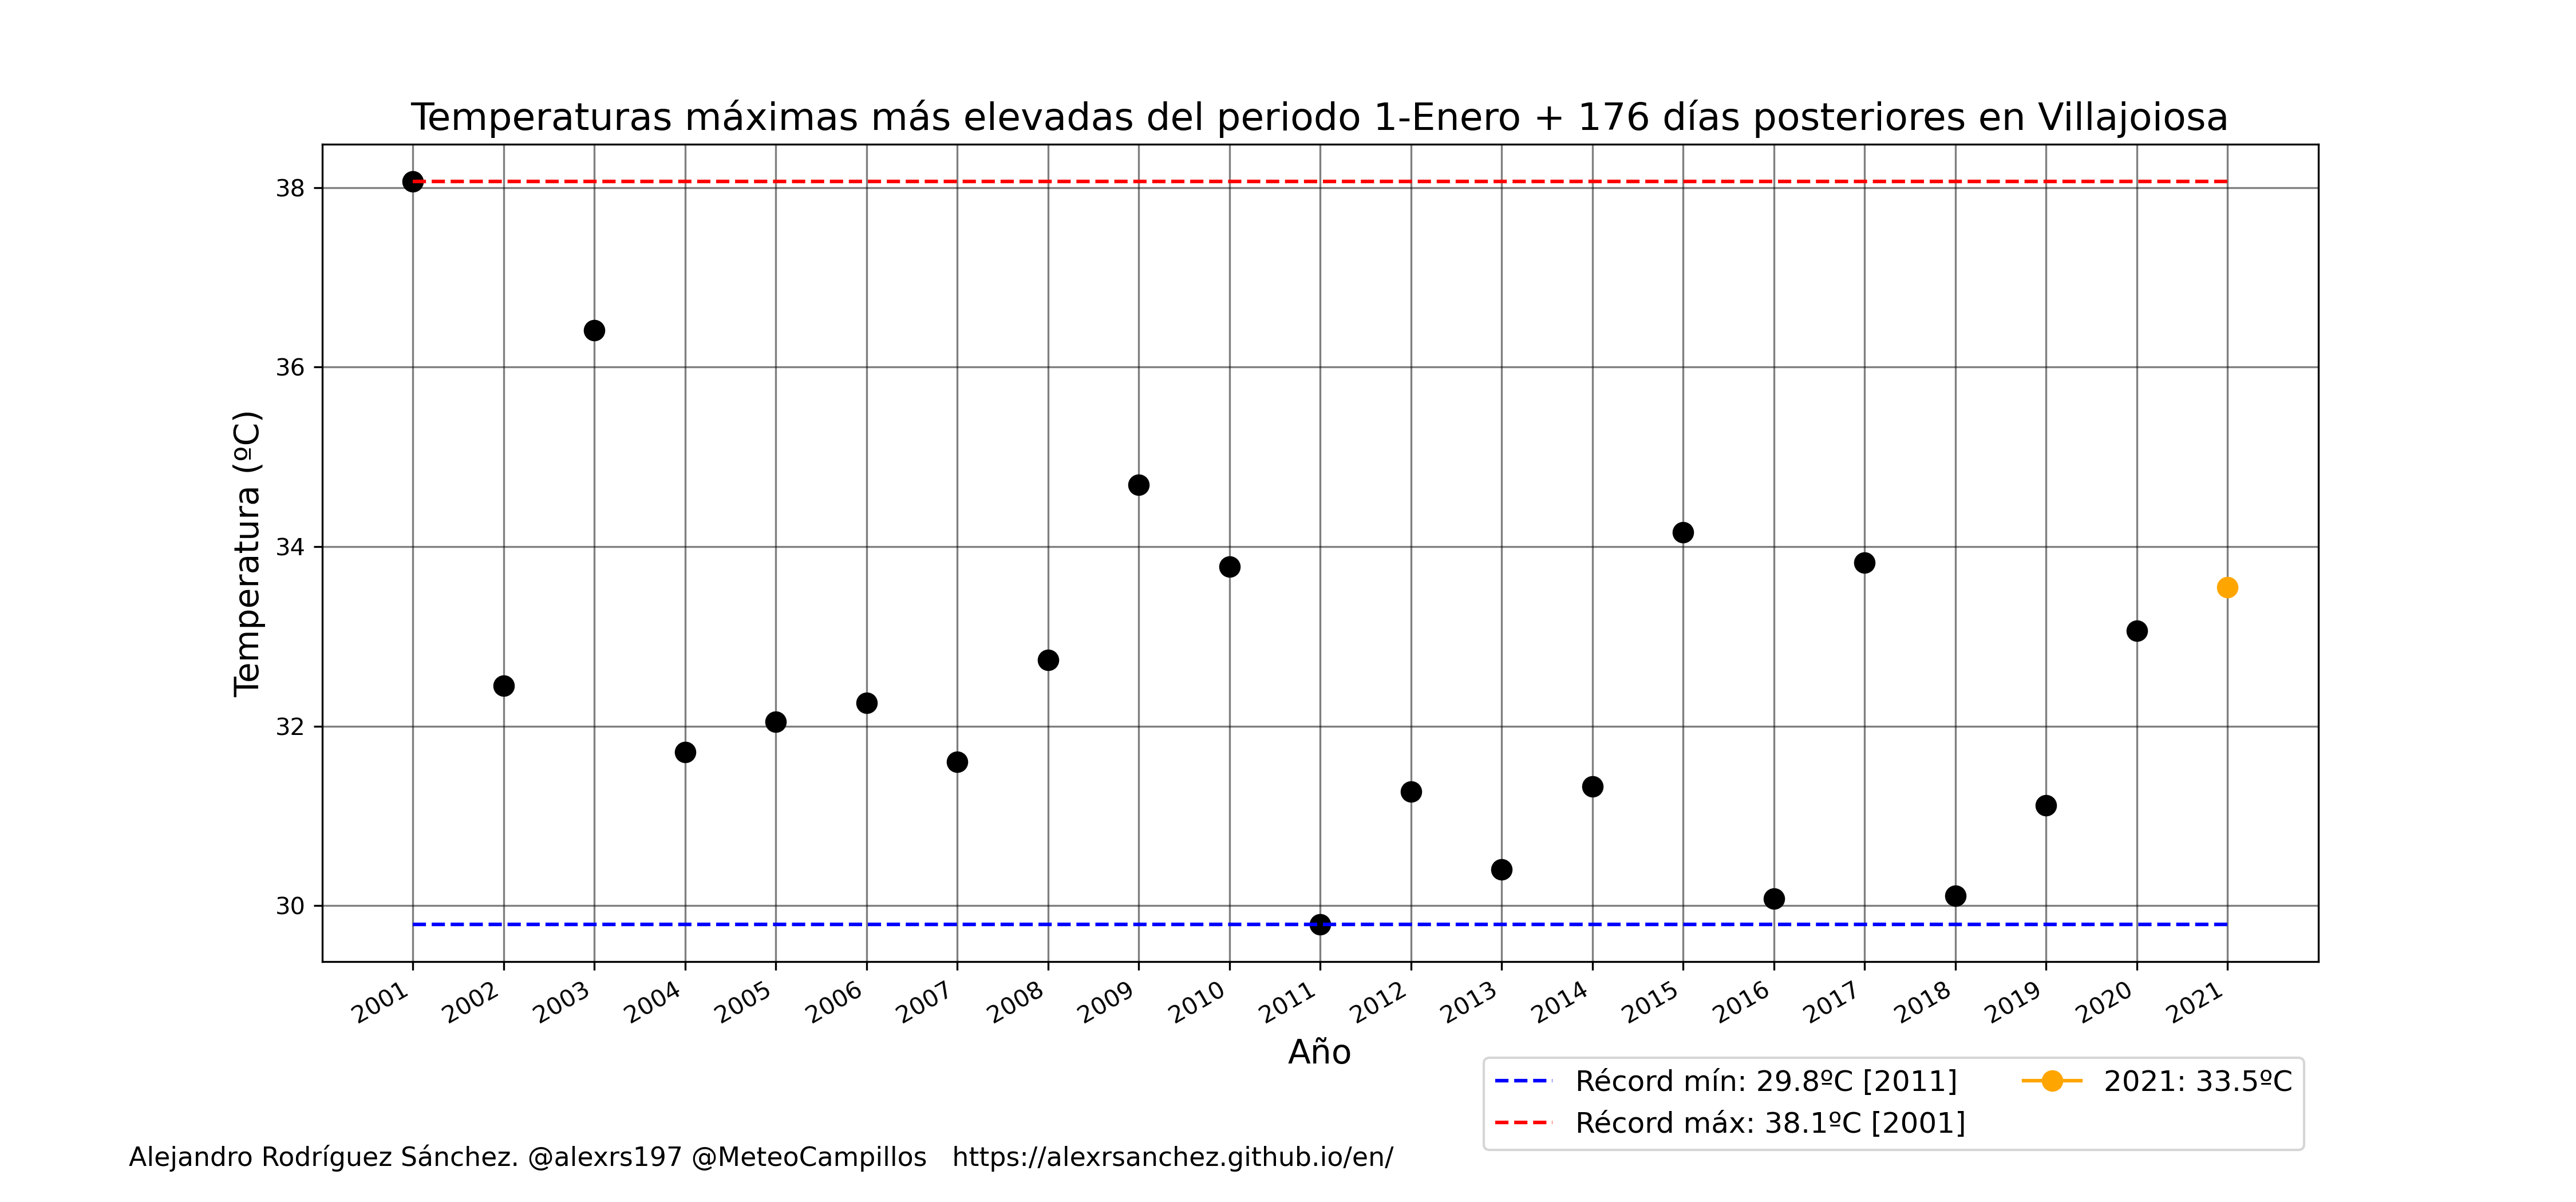 Temperaturas máximas más elevadas del periodo 1-Enero + 176 días posteriores en Villajoiosa
Temperatura (ºC)
38
36
34
32
30
2001 2002 2003 2004 2005 2006 2007 2008 2009 2010 2011 2012 2013 2014 2015 2016 2017 2018 2019 2020 2021
Año
Récord mín: 29.8ºC [2011]
Récord máx: 38.1ºC [2001]
2021: 33.5ºC
Alejandro Rodríguez Sánchez. @alexrs197 @MeteoCampillos https://alexrsanchez.github.io/en/